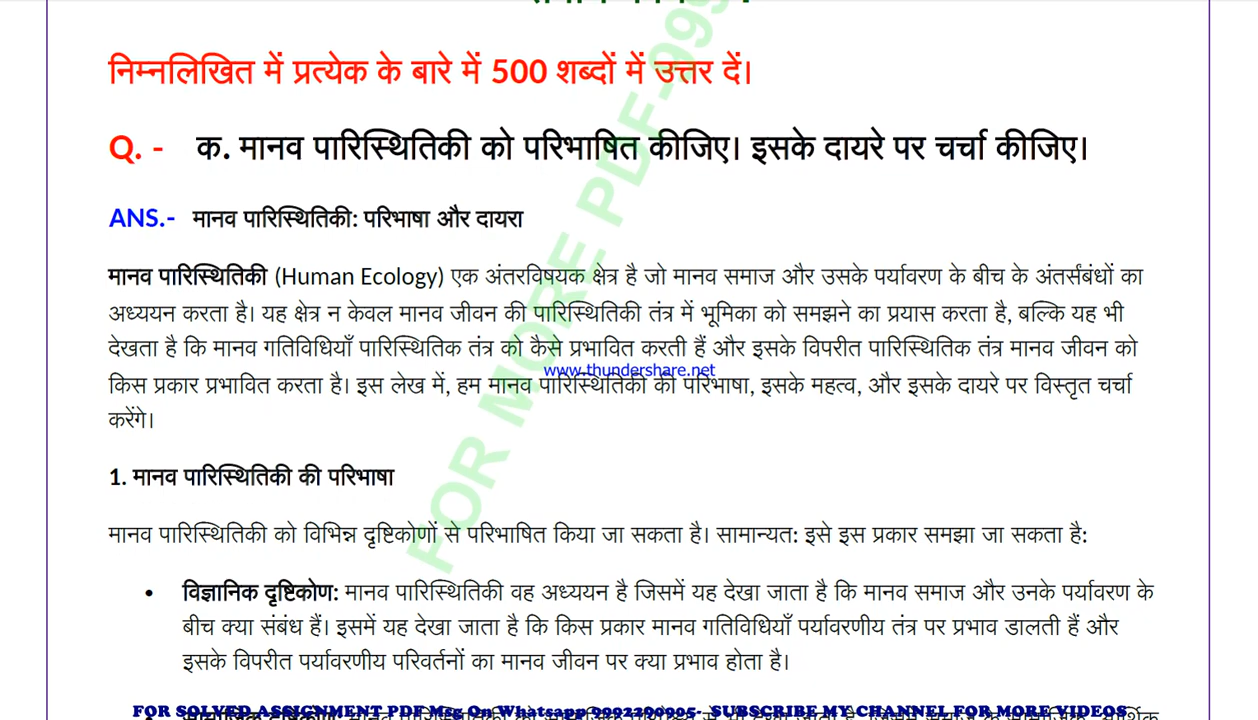 निम्नलिखित में प्रत्येक के बारे में 500 शब्दों में उत्तर दें।
Q. - क. मानव पारिस्थितिकी को परिभाषित कीजिए। इसके दायरे पर चर्चा कीजिए।
ANS.- मानव पारिस्थितिकी: परिभाषा और दायरा
मानव पारिस्थितिकी (Human Ecology) एक अंतरविषयक क्षेत्र है जो मानव समाज और उसके पर्यावरण के बीच के अंतर्संबंधों का
अध्ययन करता है। यह क्षेत्र न केवल मानव जीवन की पारिस्थितिकी तंत्र में भूमिका को समझने का प्रयास करता है, बल्कि यह भी
देखता है कि मानव गतिविधियाँ पारिस्थितिक तंत्र को कैसे प्रभावित करती हैं और इसके विपरीत पारिस्थितिक तंत्र मानव जीवन को
www.thundershare.net
किस प्रकार प्रभावित करता है। इस लेख में, हम मानव पारिस्थितिकी की परिभाषा, इसके महत्व, और इसके दायरे पर विस्तृत चर्चा
करेंगे।
1. मानव पारिस्थितिकी की परिभाषा
मानव पारिस्थितिकी को विभिन्न दृष्टिकोणों से परिभाषित किया जा सकता है। सामान्यत: इसे इस प्रकार समझा जा सकता है:
• विज्ञानिक दृष्टिकोण: मानव पारिस्थितिकी वह अध्ययन है जिसमें यह देखा जाता है कि मानव समाज और उनके पर्यावरण के
बीच क्या संबंध हैं। इसमें यह देखा जाता है कि किस प्रकार मानव गतिविधियाँ पर्यावरणीय तंत्र पर प्रभाव डालती हैं और
इसके विपरीत पर्यावरणीय परिवर्तनों का मानव जीवन पर क्या प्रभाव होता है।
FOR MORE PDF-999
FOR SOLVED ASSIGNMENT PDF Msg On Whatsapp 9992290995- SUBSCRIBE MY CHANNEL FOR MORE VIDEOS